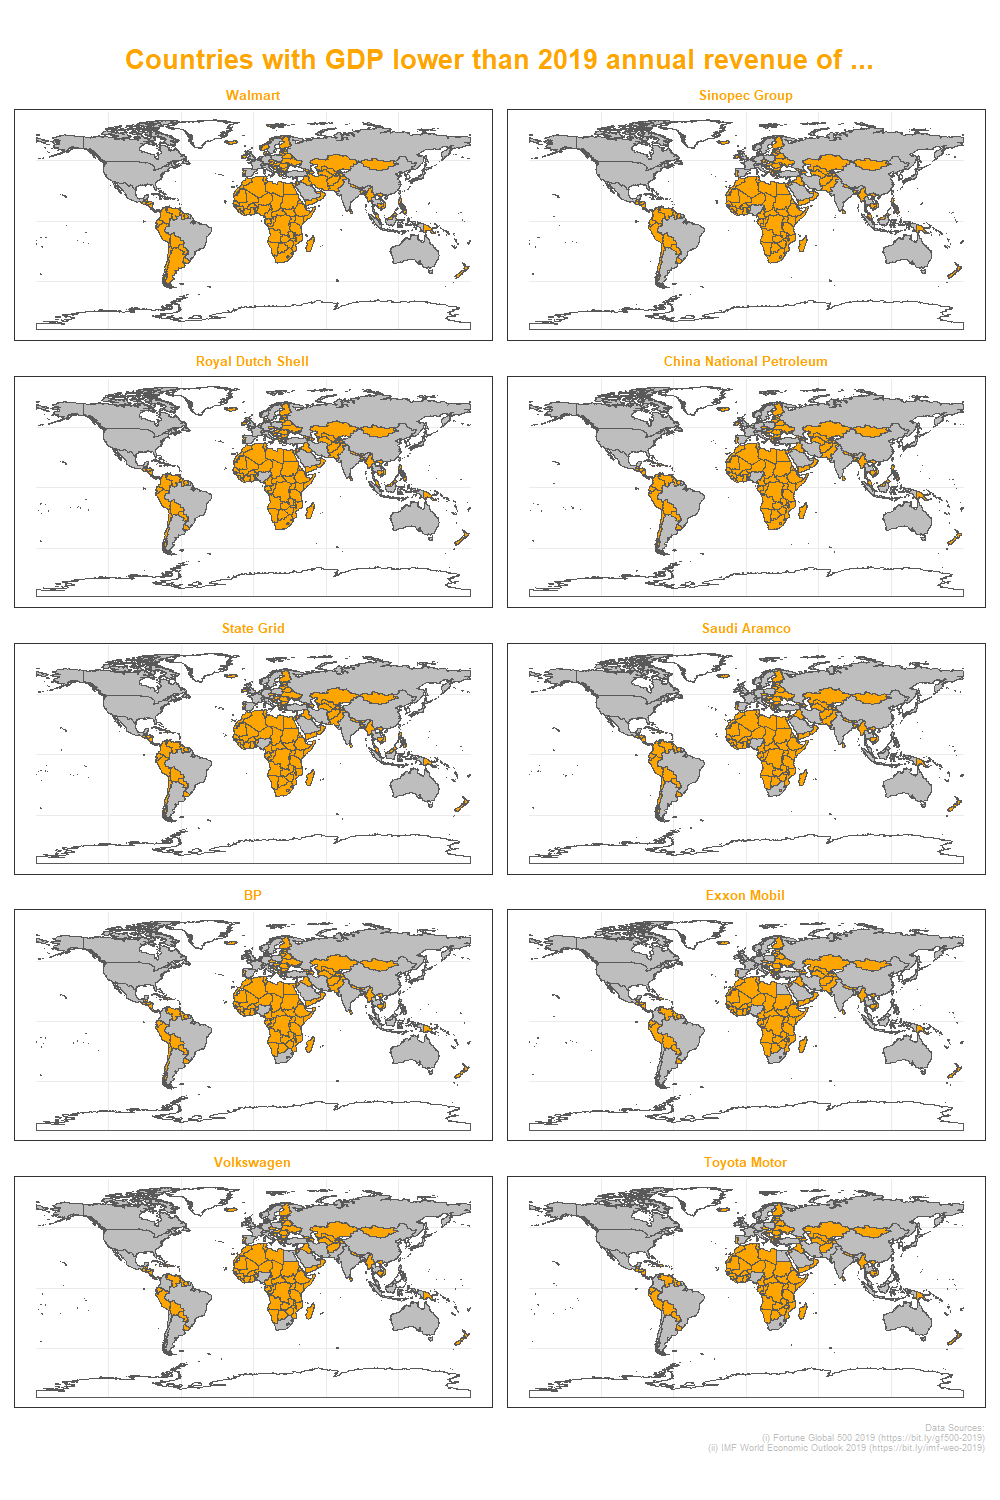 Countries with GDP lower than 2019 annual revenue of ...
Walmart
Sinopec Group
Royal Dutch Shell
China National Petroleum
State Grid
Saudi Aramco
BP
Exxon Mobil
Volkswagen
Toyota Motor
Data Sources:
(i) Fortune Global 500 2019 (https://bit.ly/gf500-2019)
(ii) IMF World Economic Outlook 2019 (https://bit.ly/imf-weo-2019)